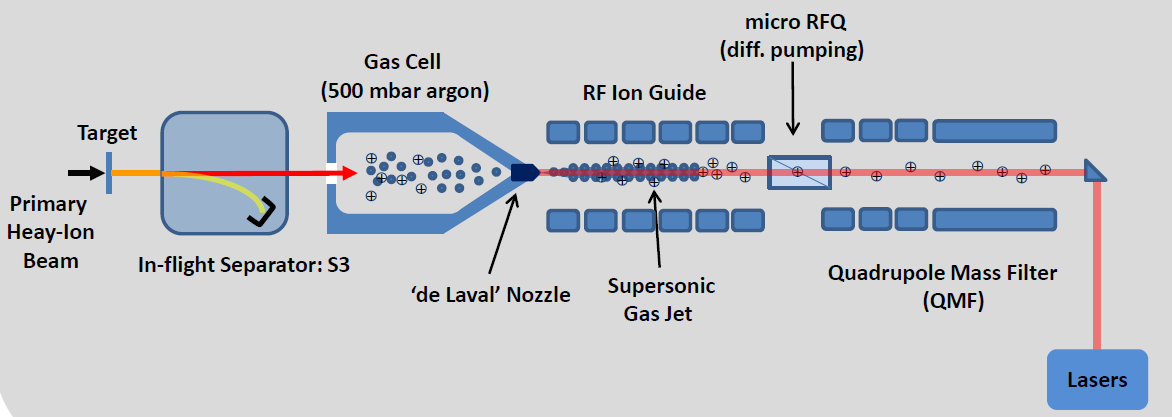 micro RFQ
(diff. pumping)
Gas Cell
(500 mbar argon)
RF Ion Guide
Target
Primary
Heay-Ion
Beam
In-flight Separator: S3
‘de Laval’ Nozzle
Supersonic
Gas Jet
Quadrupole Mass Filter
(QMF)
Lasers